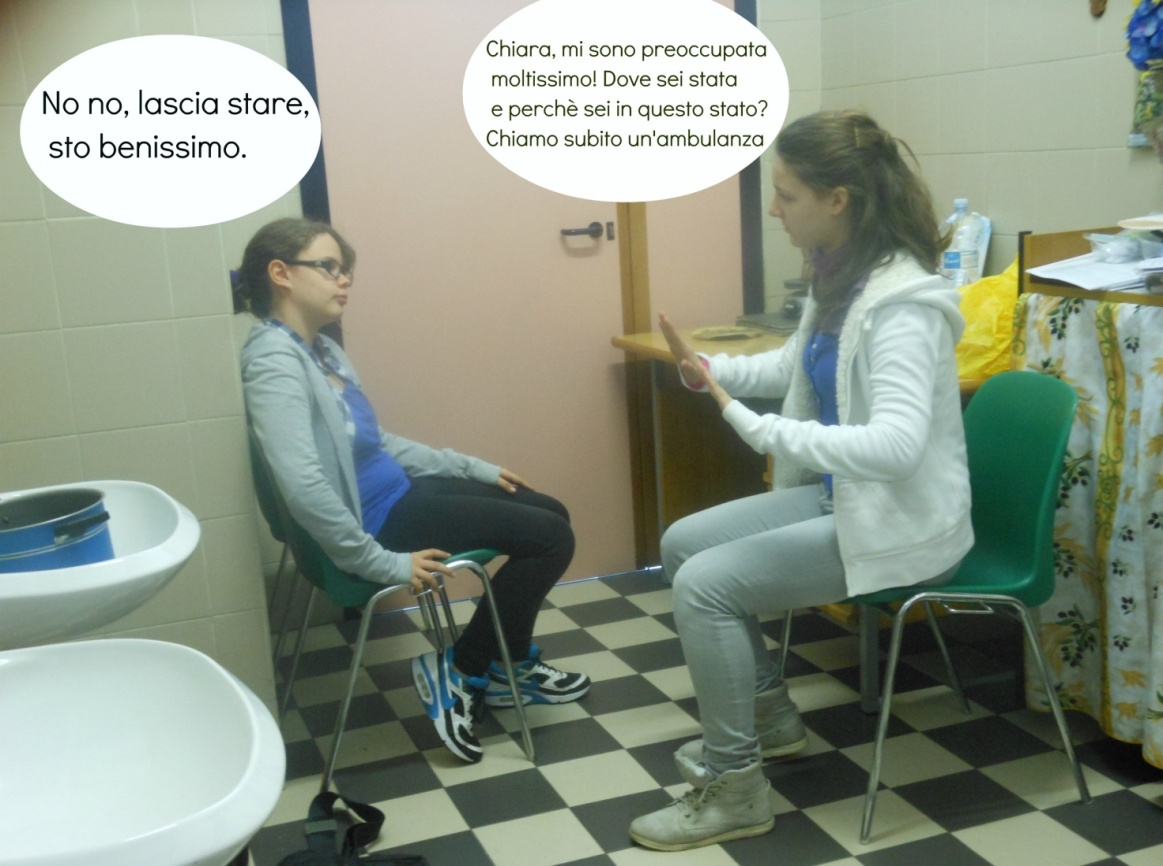 Chiara, mi sono preoccupata
moltissimo! Dove sei stata
e perchè sei in questo stato?
Chiamo subito un'ambulanza
No no, lascia stare,
sto benissimo.